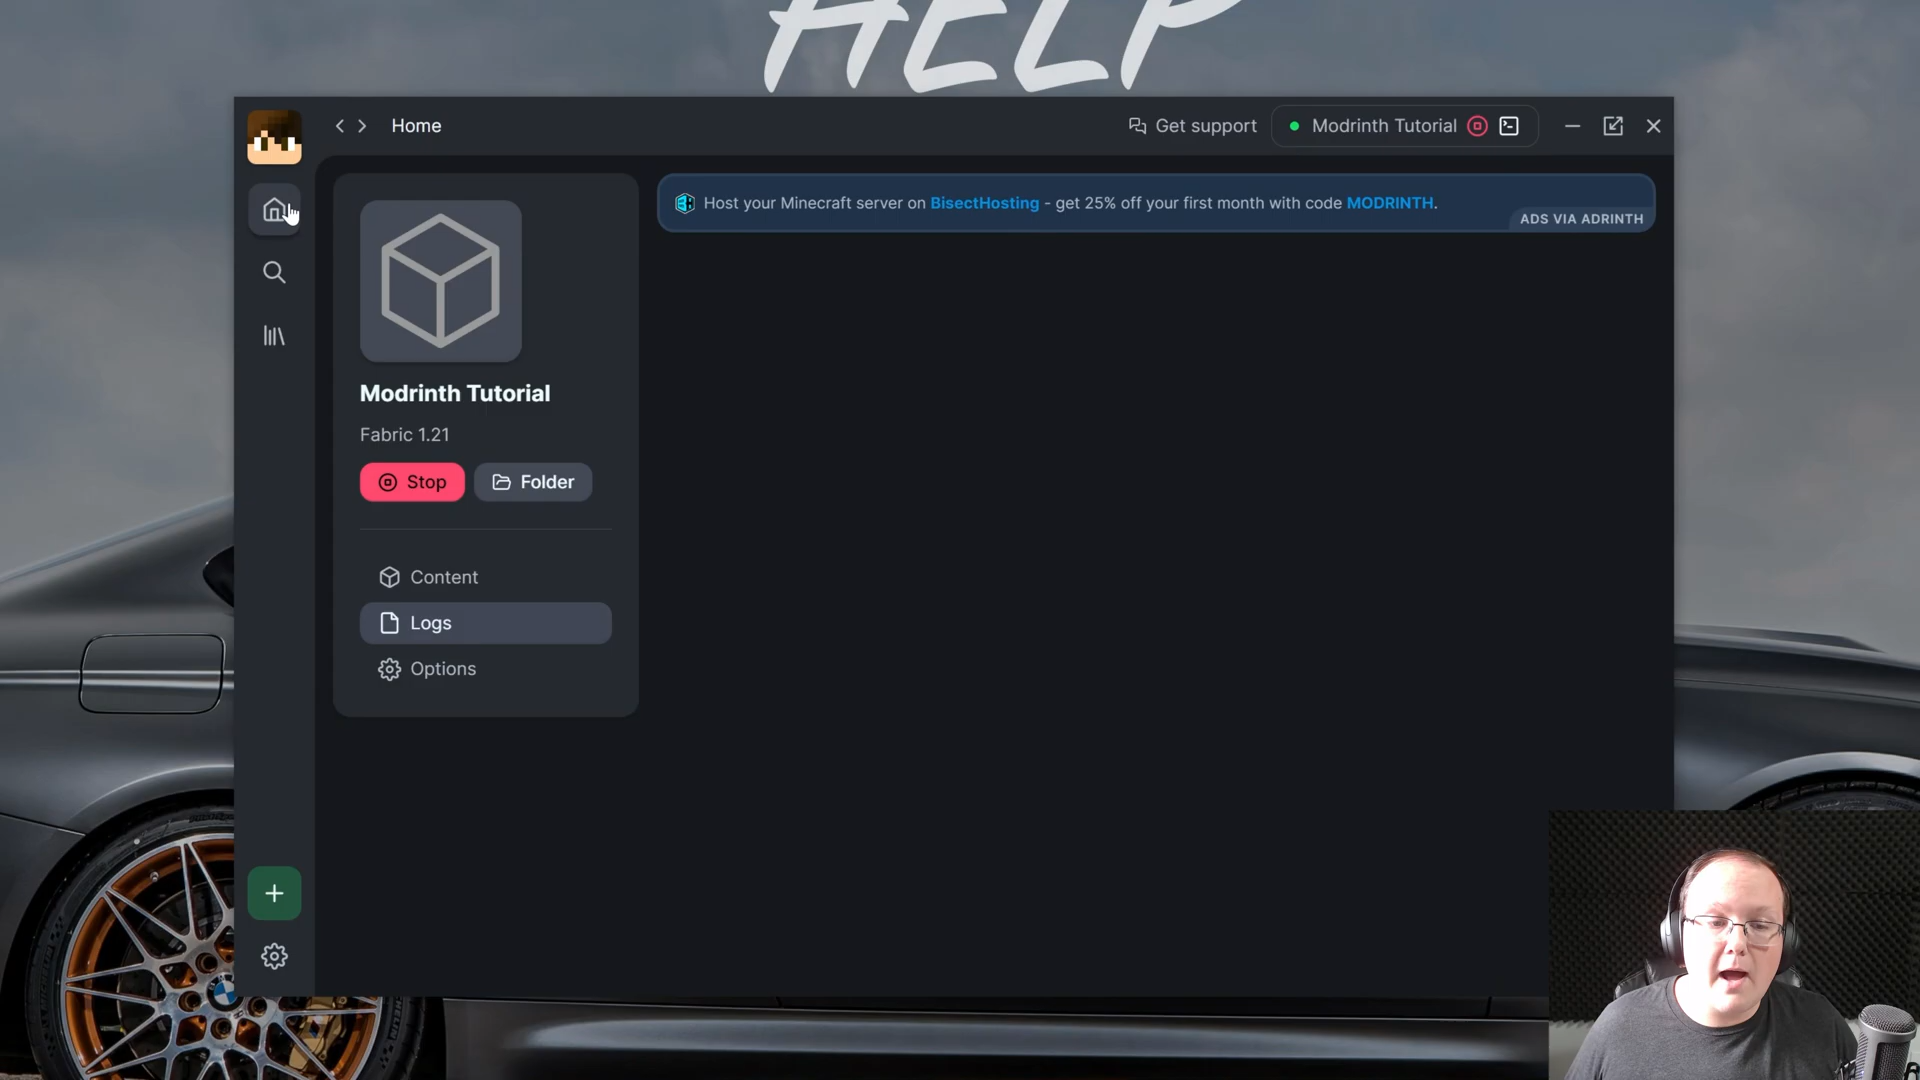 HELP
Home
Get support
Modrinth Tutorial
Host your Minecraft server on BisectHosting - get 25% off your first month with code MODRINTH.
ADS VIA ADRINTH
Modrinth Tutorial
Fabric 1.21
Stop
Folder
Content
Logs
Options